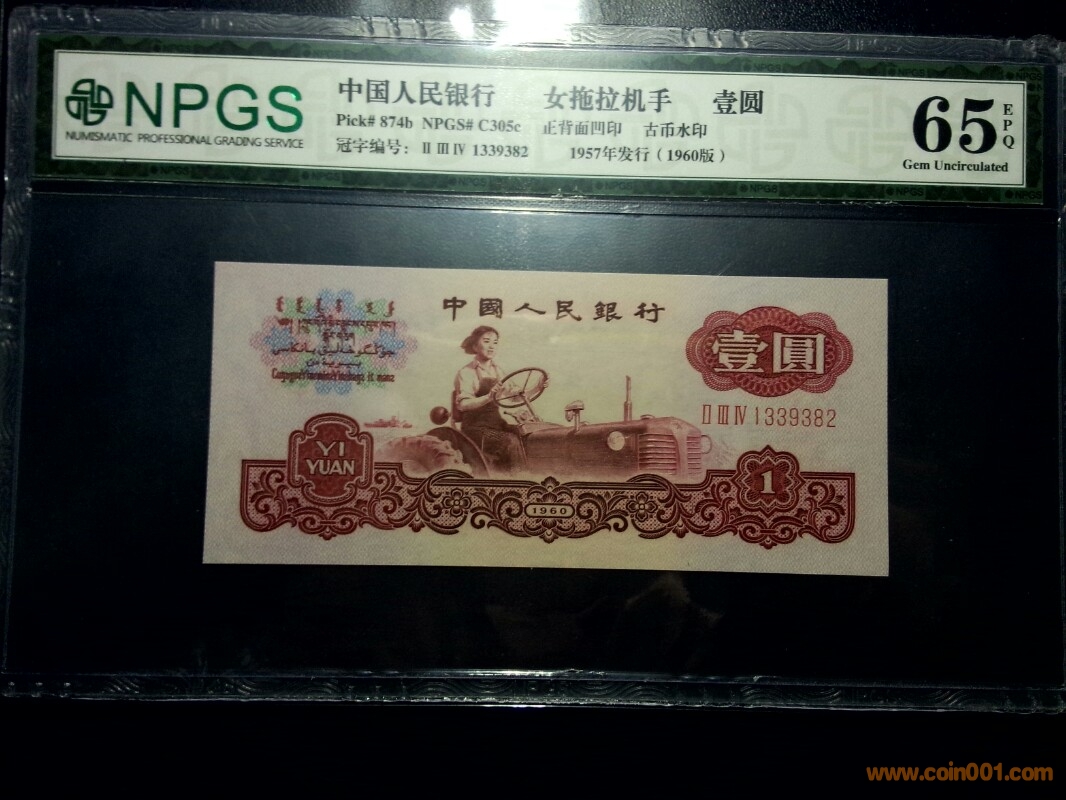 NPGS
NUMISMATIC PROFESSIONAL GRADING SERVICE
中国人民银行 女拖拉机手 壹圆
Pick# 874b NPGS# C305c 正背面凹印 古币水印
冠字编号: Ⅱ Ⅲ Ⅳ 1339382 1957年发行(1960版)
65 EPQ
Gem Uncirculated
中國人民銀行
壹圓
Ⅱ Ⅲ Ⅳ 1339382
YI
YUAN
1
1960
www.coin001.com